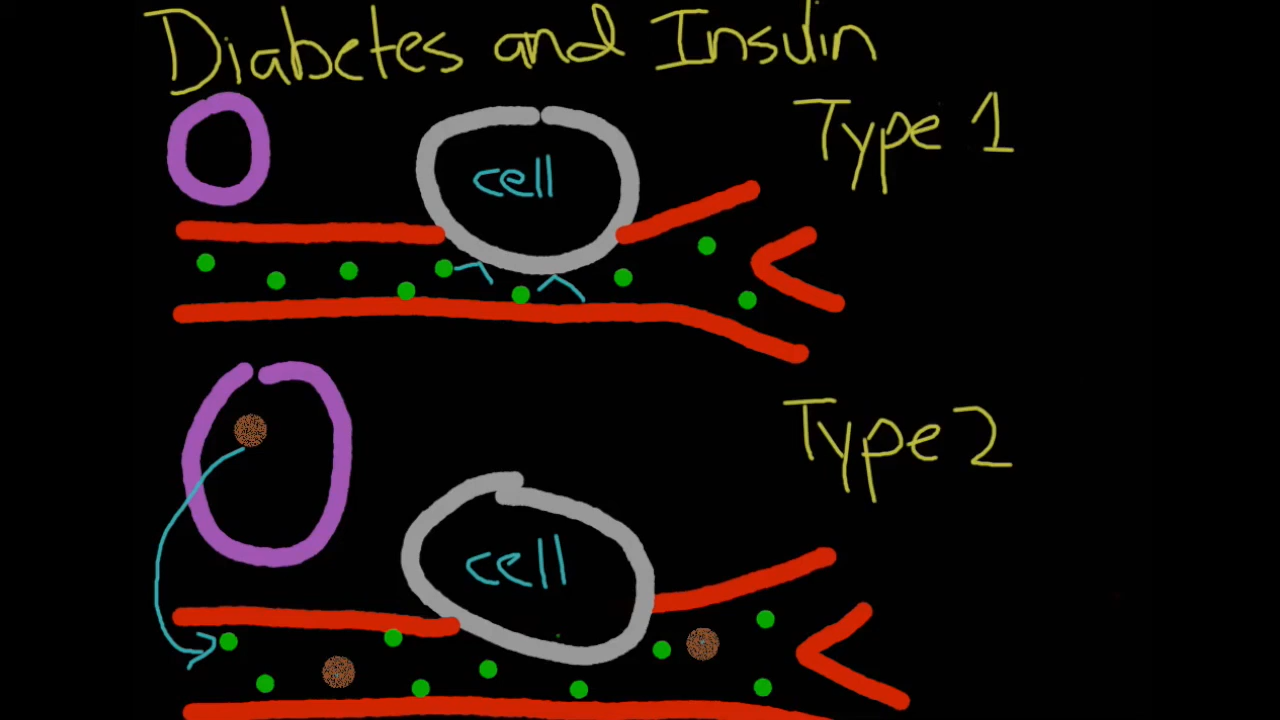 Diabetes and Insulin
Type 1
cell
Type 2
cell